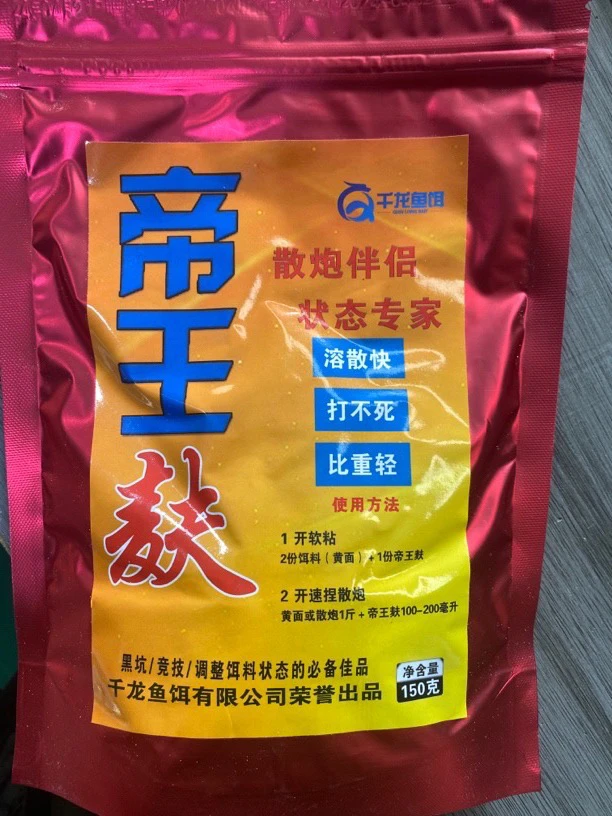 帝王麸
千龙鱼饵
散炮伴侣
状态专家
溶散快
打不死
比重轻
使用方法
1 开软粘
2份饵料（黄面）+1份帝王麸
2 开速捏散炮
黄面或散炮1斤+帝王麸100-200毫升
黑坑/竞技/调整饵料状态的必备佳品
千龙鱼饵有限公司荣誉出品
净含量
150克